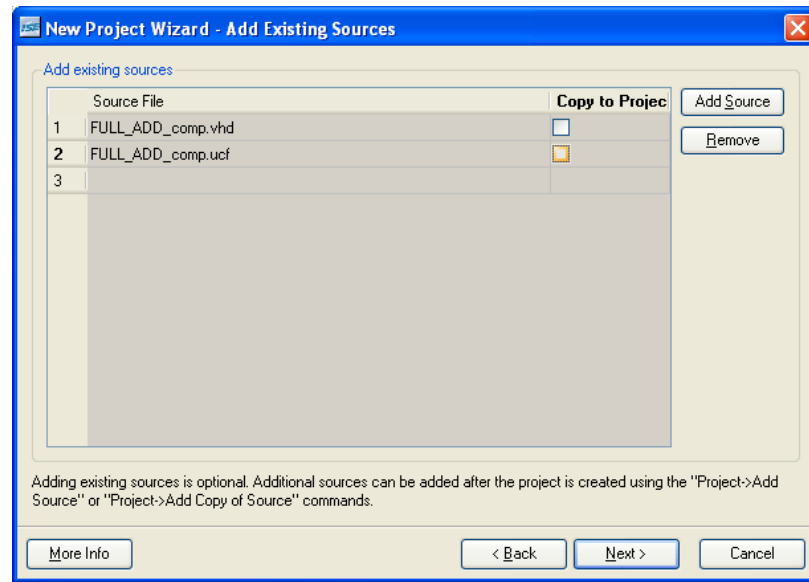 ISE New Project Wizard - Add Existing Sources
Add existing sources
Source File Copy to Projec
Add Source
1 FULL_ADD_comp.vhd
Remove
2 FULL_ADD_comp.ucf
3
Adding existing sources is optional. Additional sources can be added after the project is created using the "Project->Add
Source" or "Project->Add Copy of Source" commands.
More Info < Back Next > Cancel